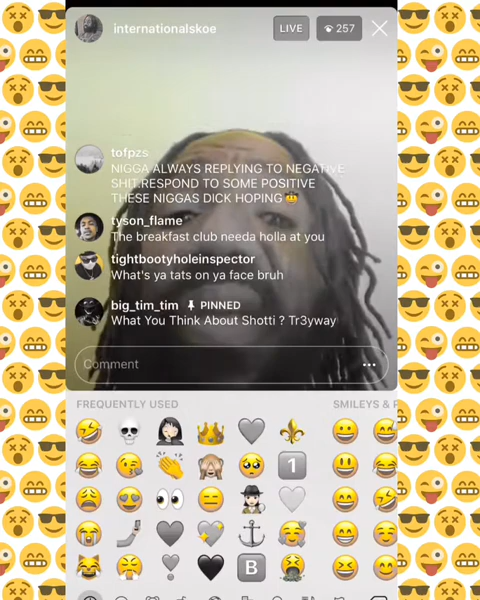 internationalskoe
LIVE
257
tofpzs
NIGGA ALWAYS REPLYING TO NEGATIVE
SHIT.RESPOND TO SOME POSITIVE
THESE NIGGAS DICK HOPING 🤠
tyson_flame
The breakfast club needa holla at you
tightbootyholeinspector
What's ya tats on ya face bruh
big_tim_tim PINNED
What You Think About Shotti ? Tr3yway
Comment
FREQUENTLY USED
SMILEYS & P
1
B